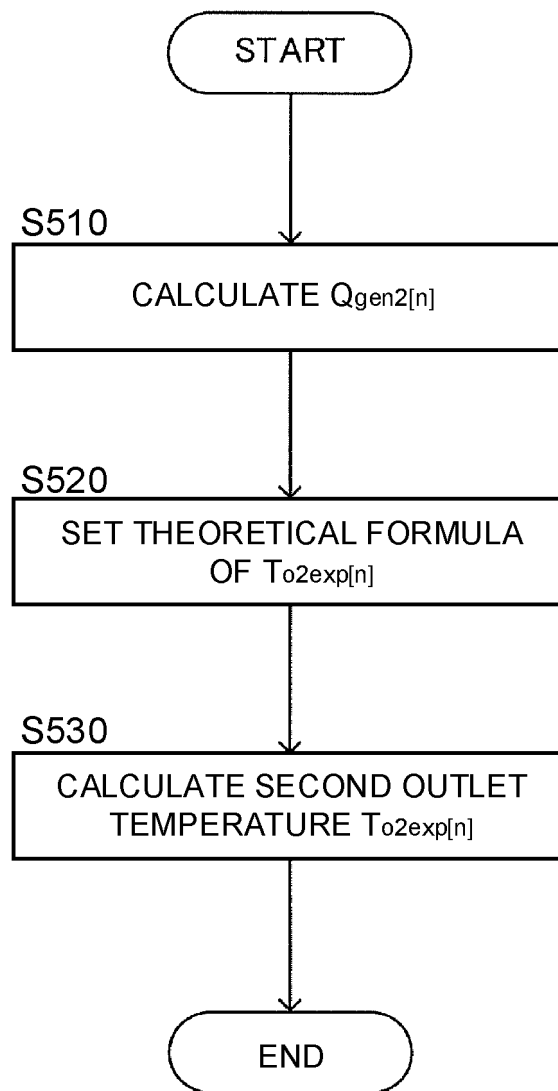 START
S510
CALCULATE Qgen2[n]
S520
SET THEORETICAL FORMULA
OF To2exp[n]
S530
CALCULATE SECOND OUTLET
TEMPERATURE To2exp[n]
END